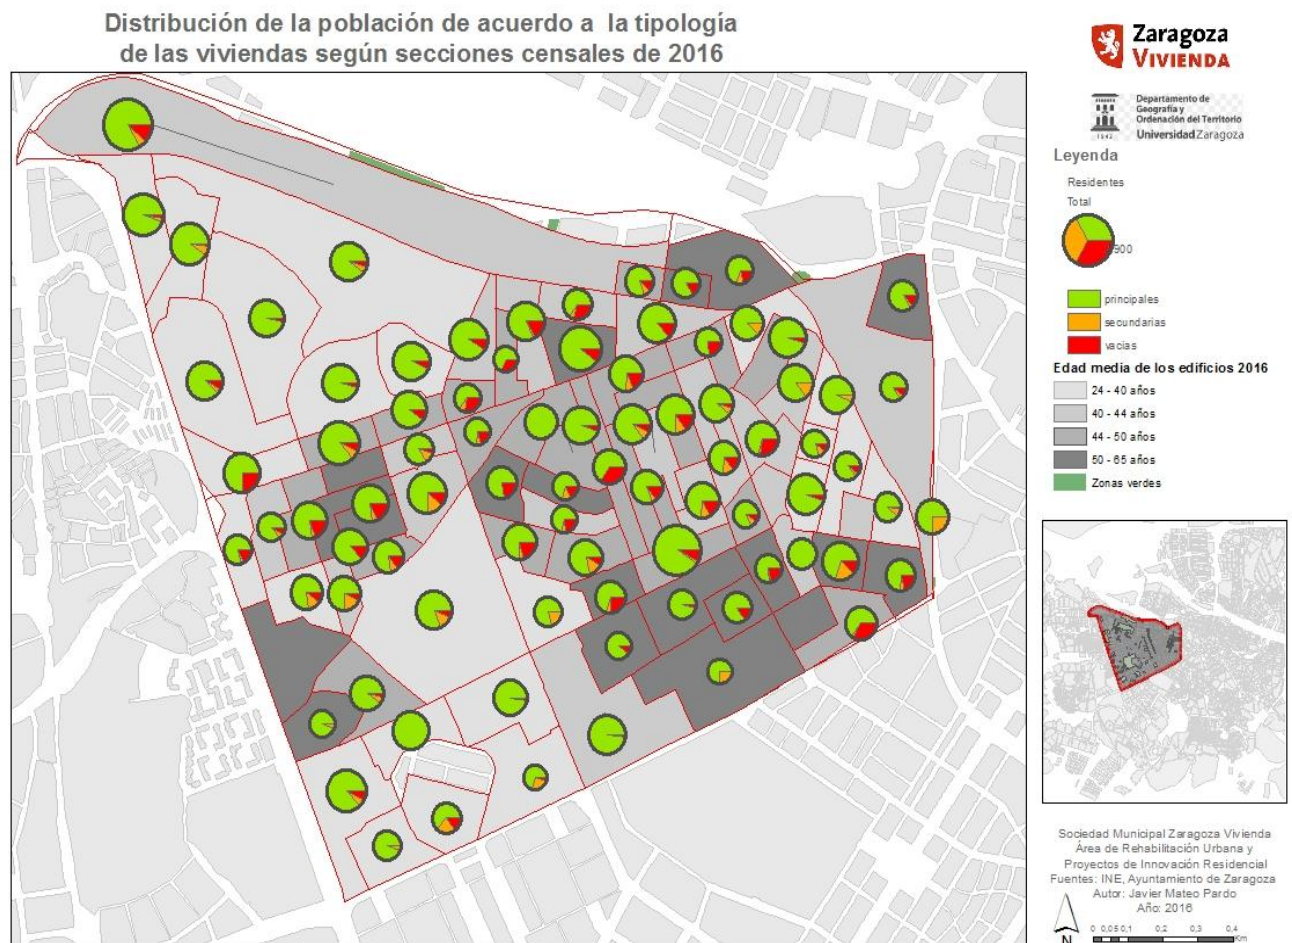 Distribución de la población de acuerdo a la tipología
de las viviendas según secciones censales de 2016
Zaragoza
VIVIENDA
Departamento de
Geografía y
Ordenación del Territorio
Universidad Zaragoza
1542
Leyenda
Residentes
Total
900
principales
secundarias
vacias
Edad media de los edificios 2016
24 - 40 años
40 - 44 años
44 - 50 años
50 - 65 años
Zonas verdes
Sociedad Municipal Zaragoza Vivienda
Área de Rehabilitación Urbana y
Proyectos de Innovación Residencial
Fuentes: INE, Ayuntamiento de Zaragoza
Autor: Javier Mateo Pardo
Año: 2016
N
0 0,05 0,1 0,2 0,3 0,4
Km